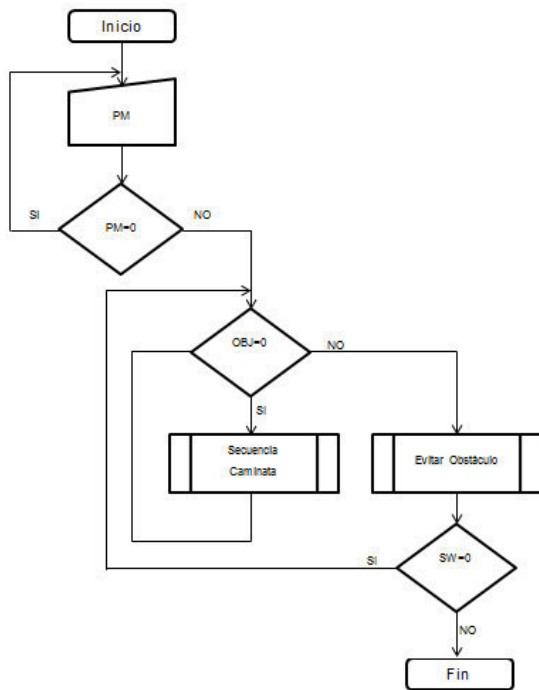 Inicio
PM
SI
PM=0
NO
OBJ=0
NO
SI
Secuencia
Caminata
Evitar Obstáculo
SI
SW=0
NO
Fin